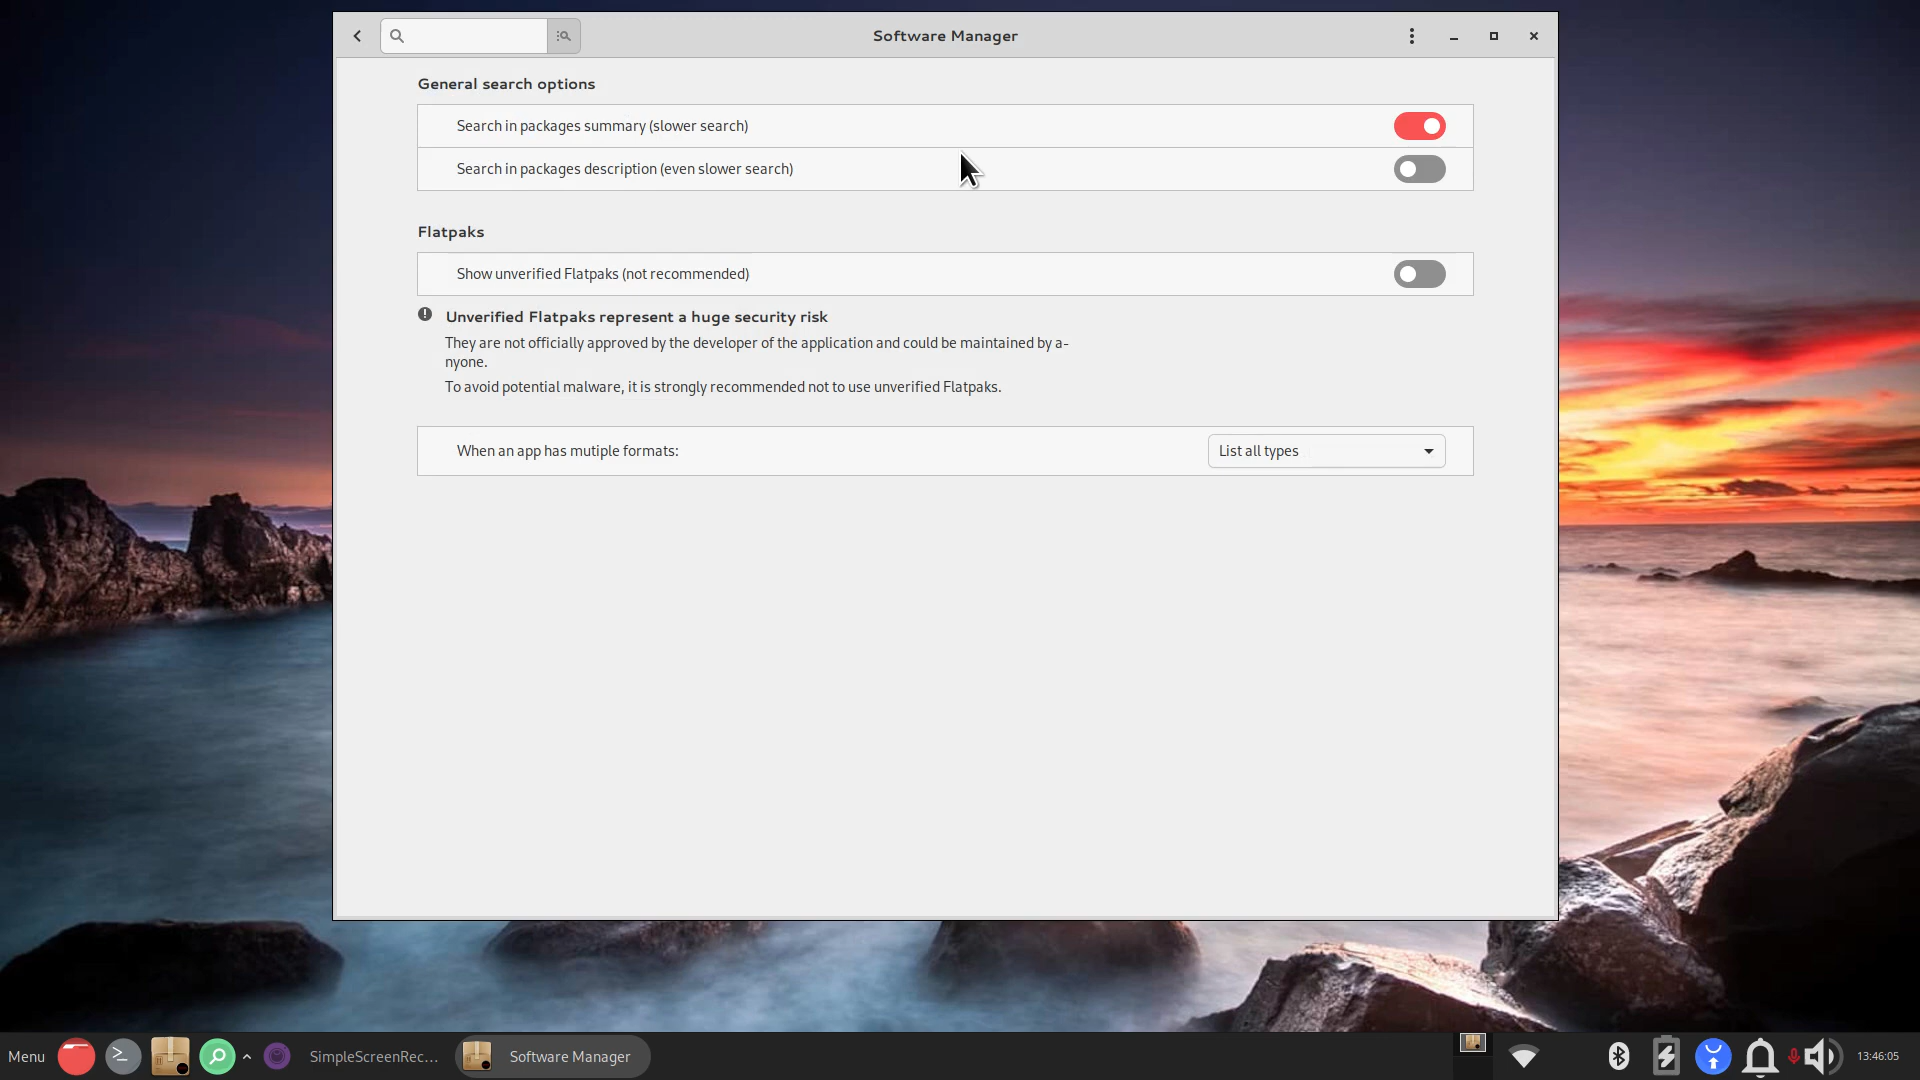 Software Manager
General search options
Search in packages summary (slower search)
Search in packages description (even slower search)
Flatpaks
Show unverified Flatpaks (not recommended)
Unverified Flatpaks represent a huge security risk
They are not officially approved by the developer of the application and could be maintained by a-
nyone.
To avoid potential malware, it is strongly recommended not to use unverified Flatpaks.
When an app has mutiple formats:
List all types
Menu
SimpleScreenRec...
Software Manager
13:46:05